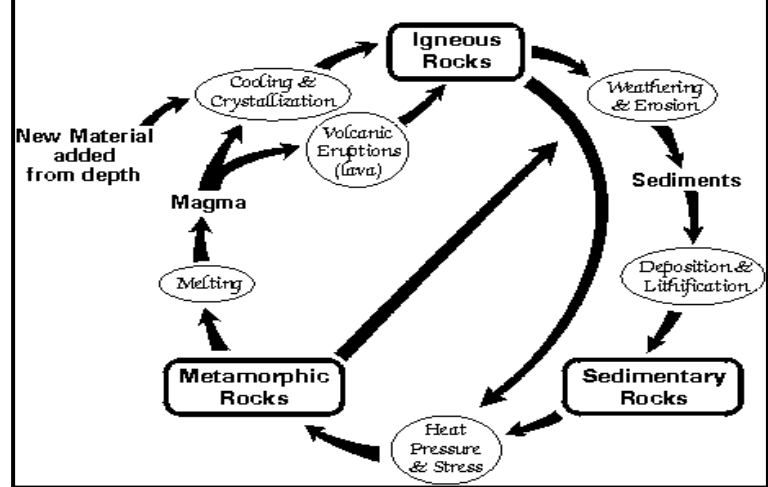 Igneous
Rocks
Cooling &
Crystallization
Weathering
& Erosion
New Material
added
from depth
Volcanic
Eruptions
(lava)
Sediments
Magma
Melting
Deposition &
Lithification
Metamorphic
Rocks
Sedimentary
Rocks
Heat
Pressure
& Stress